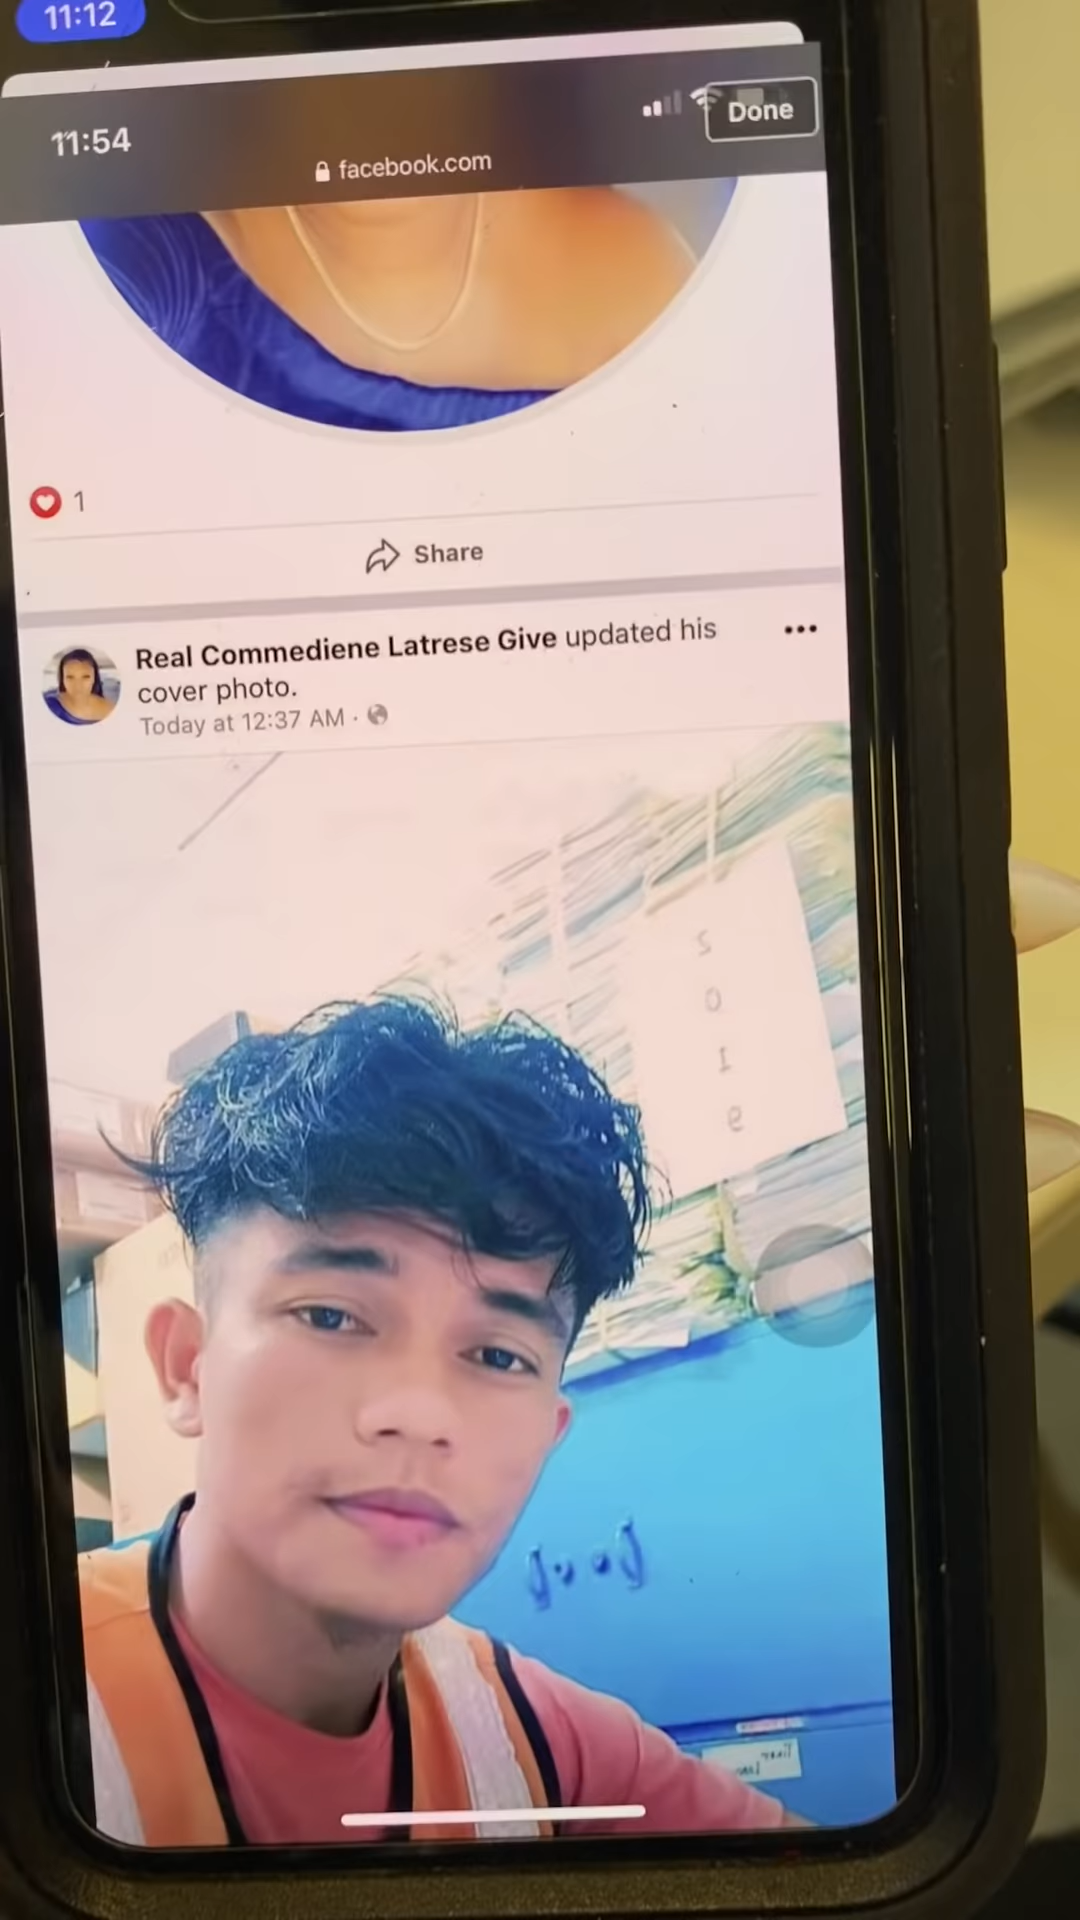 11:12
11:54
Done
facebook.com
1
Share
Real Commediene Latrese Give updated his
cover photo.
Today at 12:37 AM ·